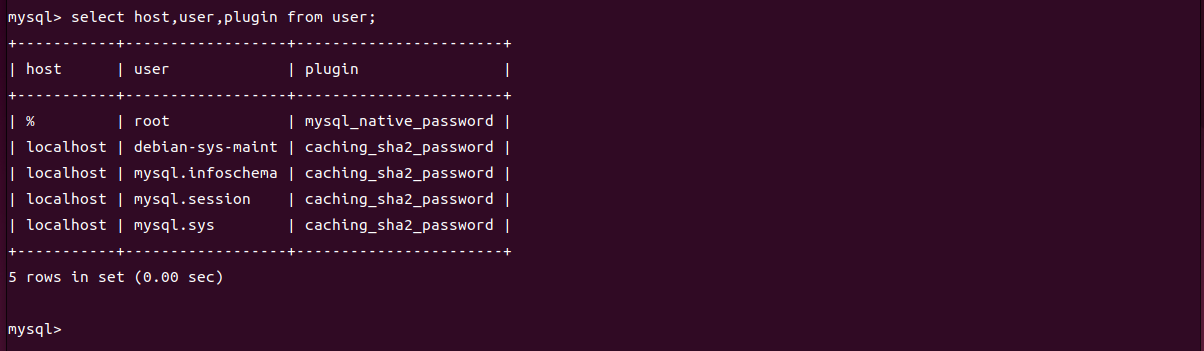 mysql> select host,user,plugin from user;
+-----------+------------------+-----------------------+
| host      | user             | plugin                |
+-----------+------------------+-----------------------+
| %         | root             | mysql_native_password |
| localhost | debian-sys-maint | caching_sha2_password |
| localhost | mysql.infoschema | caching_sha2_password |
| localhost | mysql.session    | caching_sha2_password |
| localhost | mysql.sys        | caching_sha2_password |
+-----------+------------------+-----------------------+
5 rows in set (0.00 sec)

mysql>